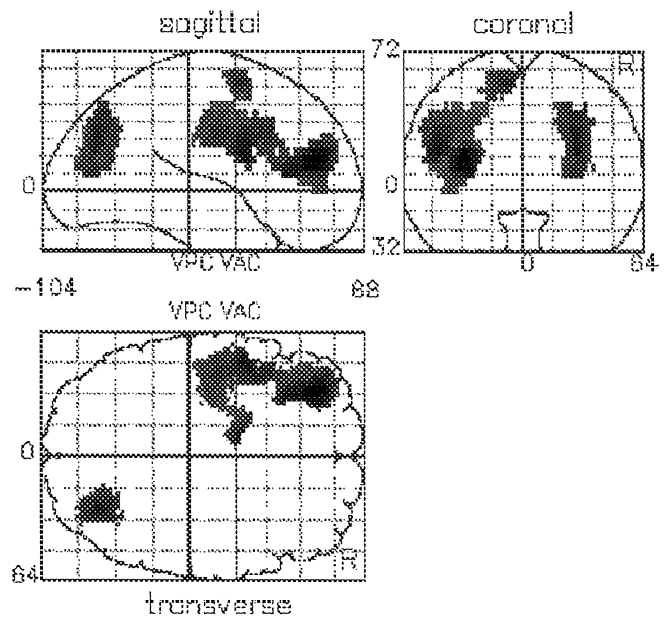 sagittal
coronal
72
R
0
0
VPC VAC
32
0
64
-104
68
VPC VAC
0
R
64
transverse